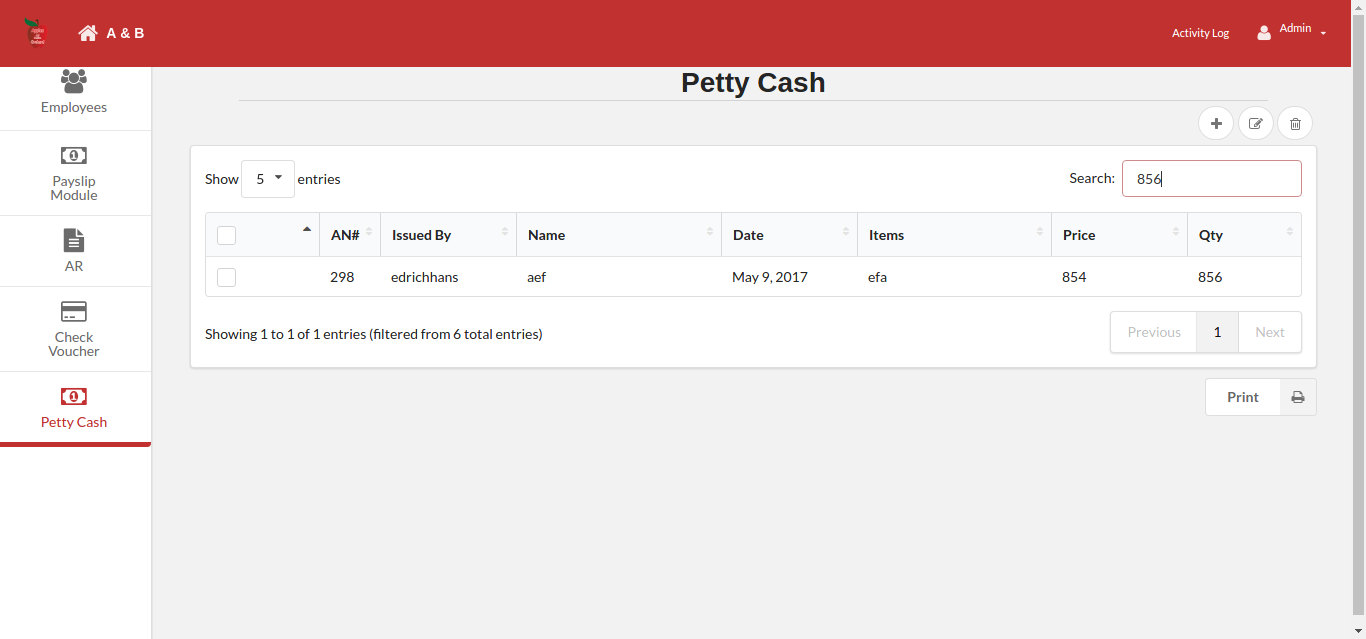 A & B
Activity Log
Admin
Employees
Payslip
Module
AR
Check
Voucher
Petty Cash
Petty Cash
Show 5 entries
Search: 856
AN# Issued By Name Date Items Price Qty
298 edrichhans aef May 9, 2017 efa 854 856
Showing 1 to 1 of 1 entries (filtered from 6 total entries)
Previous 1 Next
Print